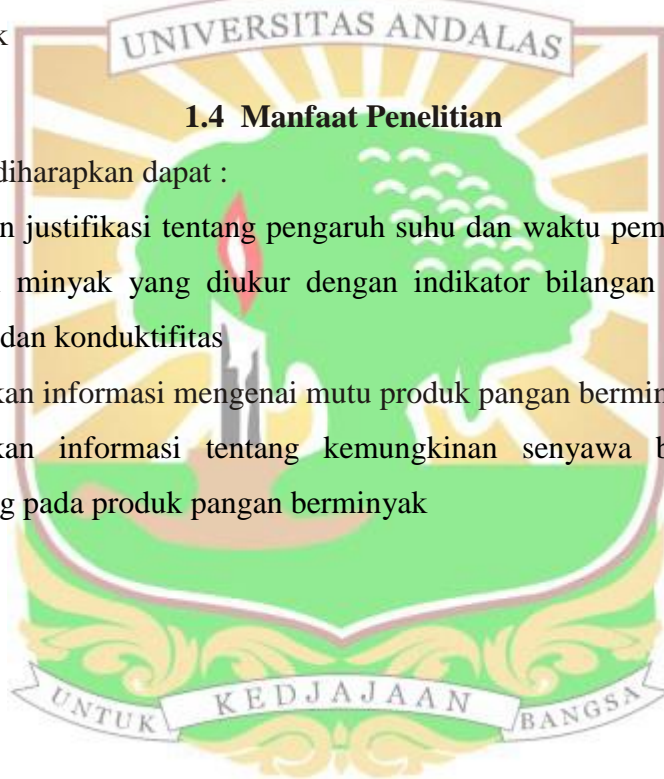 k
UNIVERSITAS ANDALAS
1.4 Manfaat Penelitian
diharapkan dapat :
n justifikasi tentang pengaruh suhu dan waktu pem
minyak yang diukur dengan indikator bilangan
dan konduktifitas
kan informasi mengenai mutu produk pangan bermin
kan informasi tentang kemungkinan senyawa b
g pada produk pangan berminyak
UNTUK KEDJAJAAN BANGSA